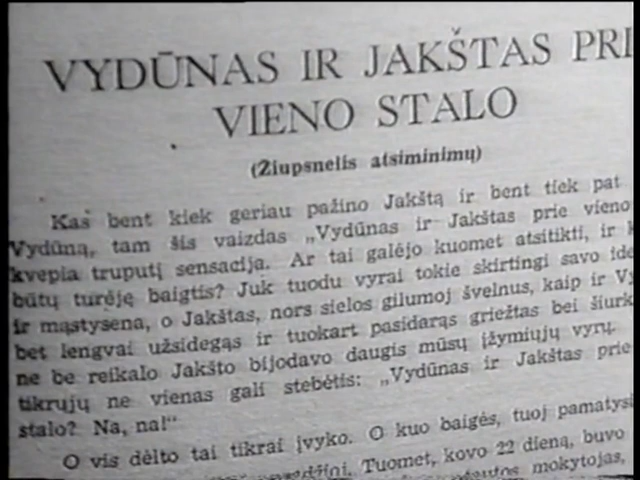 VYDŪNAS IR JAKŠTAS PRI
VIENO STALO
(Žiupsnelis atsiminimų)
Kas bent kiek geriau pažino Jakštą ir bent tiek pat
Vydūną, tam šis vaizdas „Vydūnas ir Jakštas prie vieno
kvepia truputį sensacija. Ar tai galėjo kuomet atsitikti, ir k
būtų turėję baigtis? Juk tuodu vyrai tokie skirtingi savo ide
ir mąstysena, o Jakštas, nors sielos gilumoj švelnus, kaip ir Vy
bet lengvai užsidegąs ir tuokart pasidarąs griežtas bei šiurk
ne be reikalo Jakšto bijodavo daugis mūsų įžymiųjų vyrų.
tikrųjų ne vienas gali stebėtis: „Vydūnas ir Jakštas prie
stalo? Na, na!“
O vis dėlto tai tikrai įvyko. O kuo baigės, tuoj pamatysi
Tuomet, kovo 22 dieną, buvo
mokytojas,